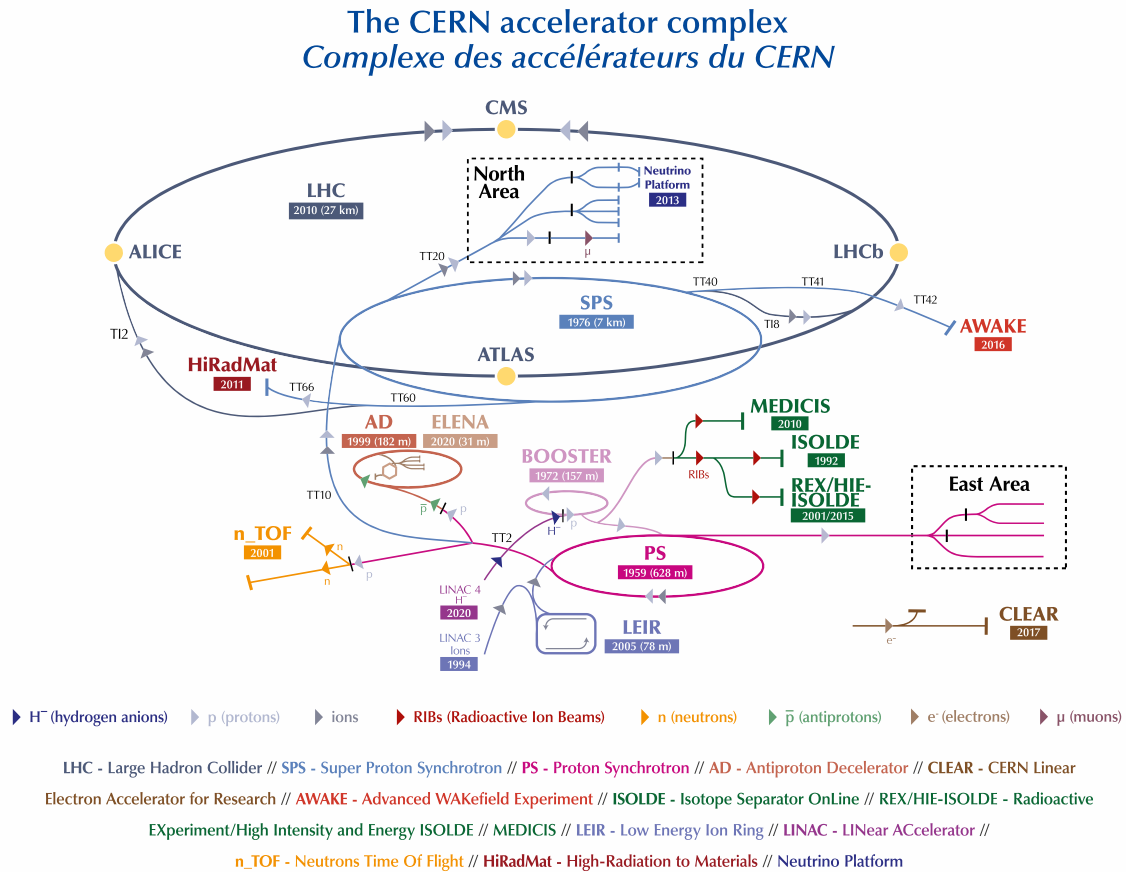 The CERN accelerator complex
Complexe des accélérateurs du CERN
CMS
North
Area
Neutrino
Platform
2013
LHC
2010 (27 km)
µ
ALICE
LHCb
TT20
TT40
TT41
TT42
SPS
1976 (7 km)
TI8
TI2
AWAKE
2016
ATLAS
HiRadMat
2011
TT66
TT60
MEDICIS
2010
AD
1999 (182 m)
ELENA
2020 (31 m)
ISOLDE
1992
BOOSTER
1972 (157 m)
RIBs
REX/HIE-
ISOLDE
2001/2015
East Area
TT10
p̅
p
H⁻
p
n_TOF
2001
n
n
p
TT2
PS
1959 (628 m)
LINAC 4
H⁻
2020
CLEAR
2017
LEIR
2005 (78 m)
LINAC 3
Ions
1994
e⁻
H⁻ (hydrogen anions)
p (protons)
ions
RIBs (Radioactive Ion Beams)
n (neutrons)
p̅ (antiprotons)
e⁻ (electrons)
µ (muons)
LHC - Large Hadron Collider // SPS - Super Proton Synchrotron // PS - Proton Synchrotron // AD - Antiproton Decelerator // CLEAR - CERN Linear
Electron Accelerator for Research // AWAKE - Advanced WAKefield Experiment // ISOLDE - Isotope Separator OnLine // REX/HIE-ISOLDE - Radioactive
EXperiment/High Intensity and Energy ISOLDE // MEDICIS // LEIR - Low Energy Ion Ring // LINAC - LINear ACcelerator //
n_TOF - Neutrons Time Of Flight // HiRadMat - High-Radiation to Materials // Neutrino Platform